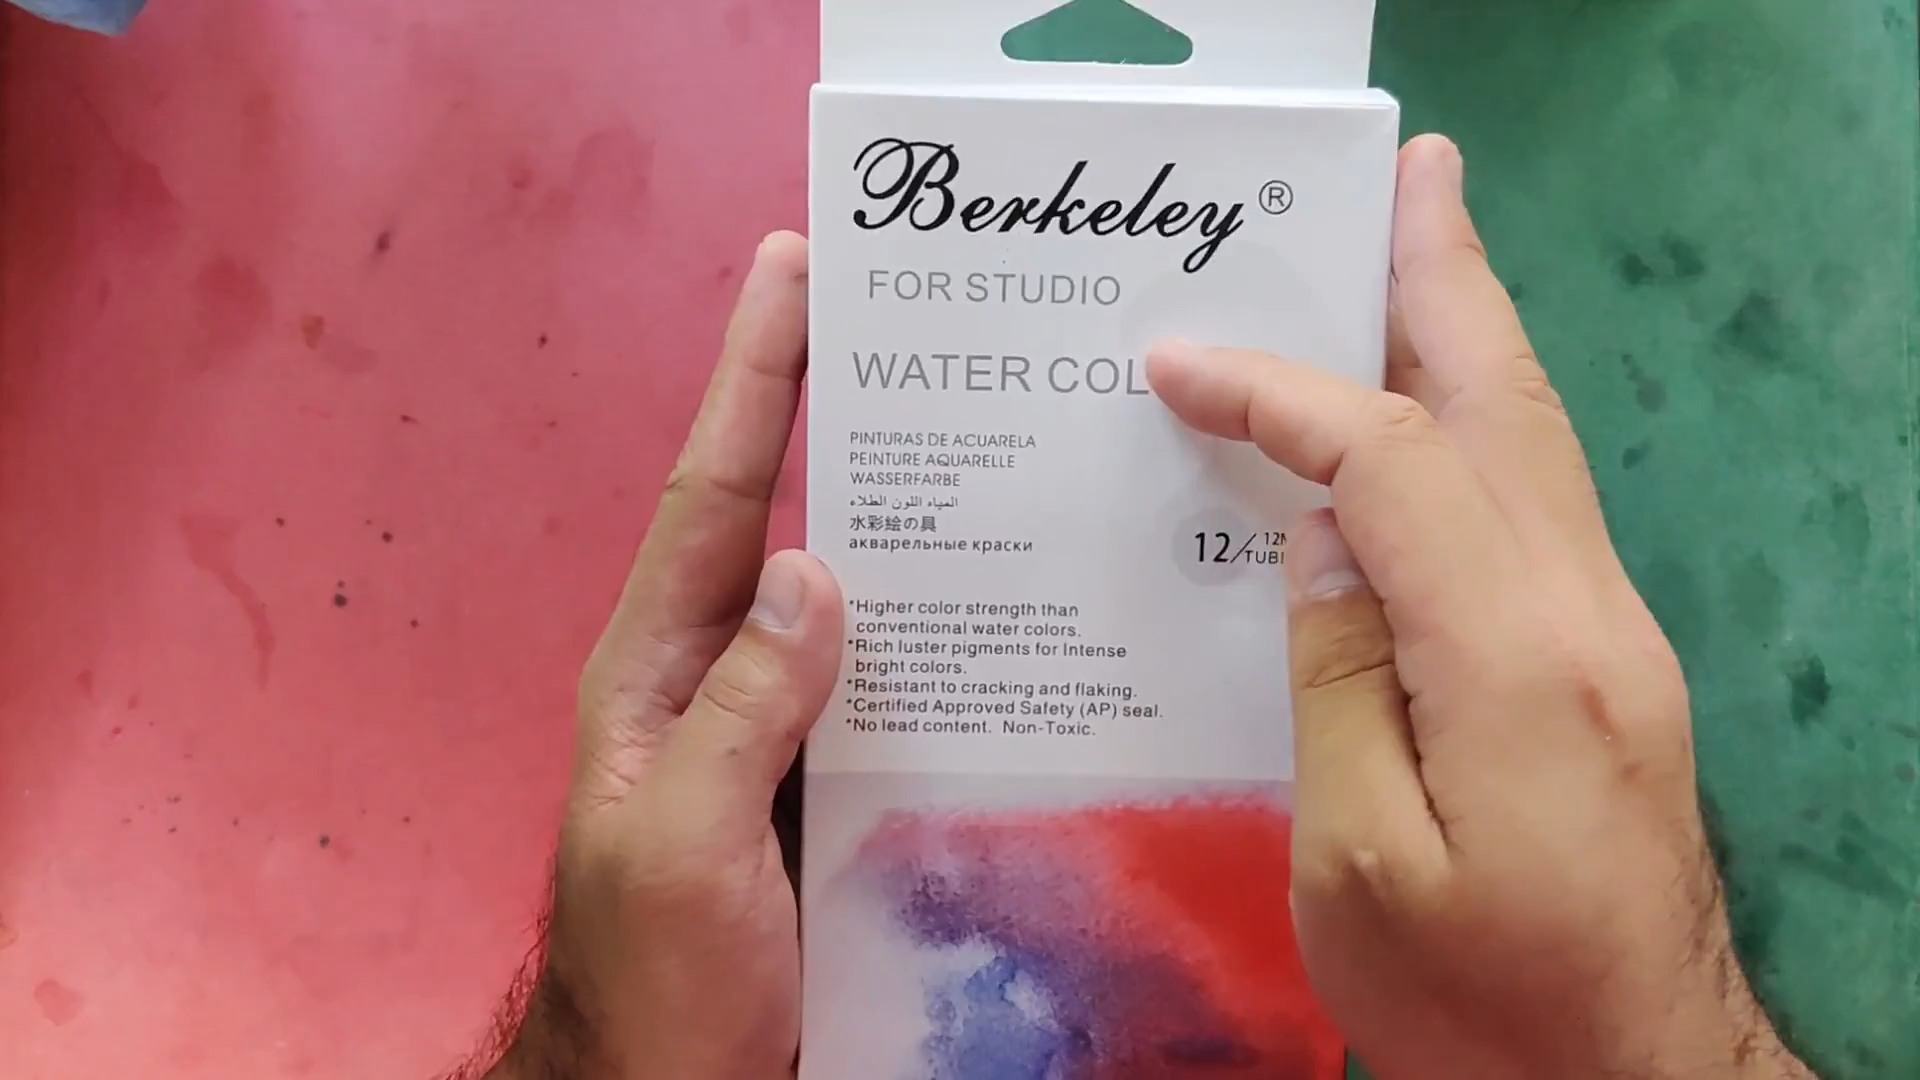 Berkeley®
FOR STUDIO
WATER COL
PINTURAS DE ACUARELA
PEINTURE AQUARELLE
WASSERFARBE
المياه اللون الطلاء
水彩絵の具
акварельные краски
12/12
TUB
*Higher color strength than
conventional water colors.
*Rich luster pigments for Intense
bright colors.
*Resistant to cracking and flaking.
*Certified Approved Safety (AP) seal.
*No lead content. Non-Toxic.